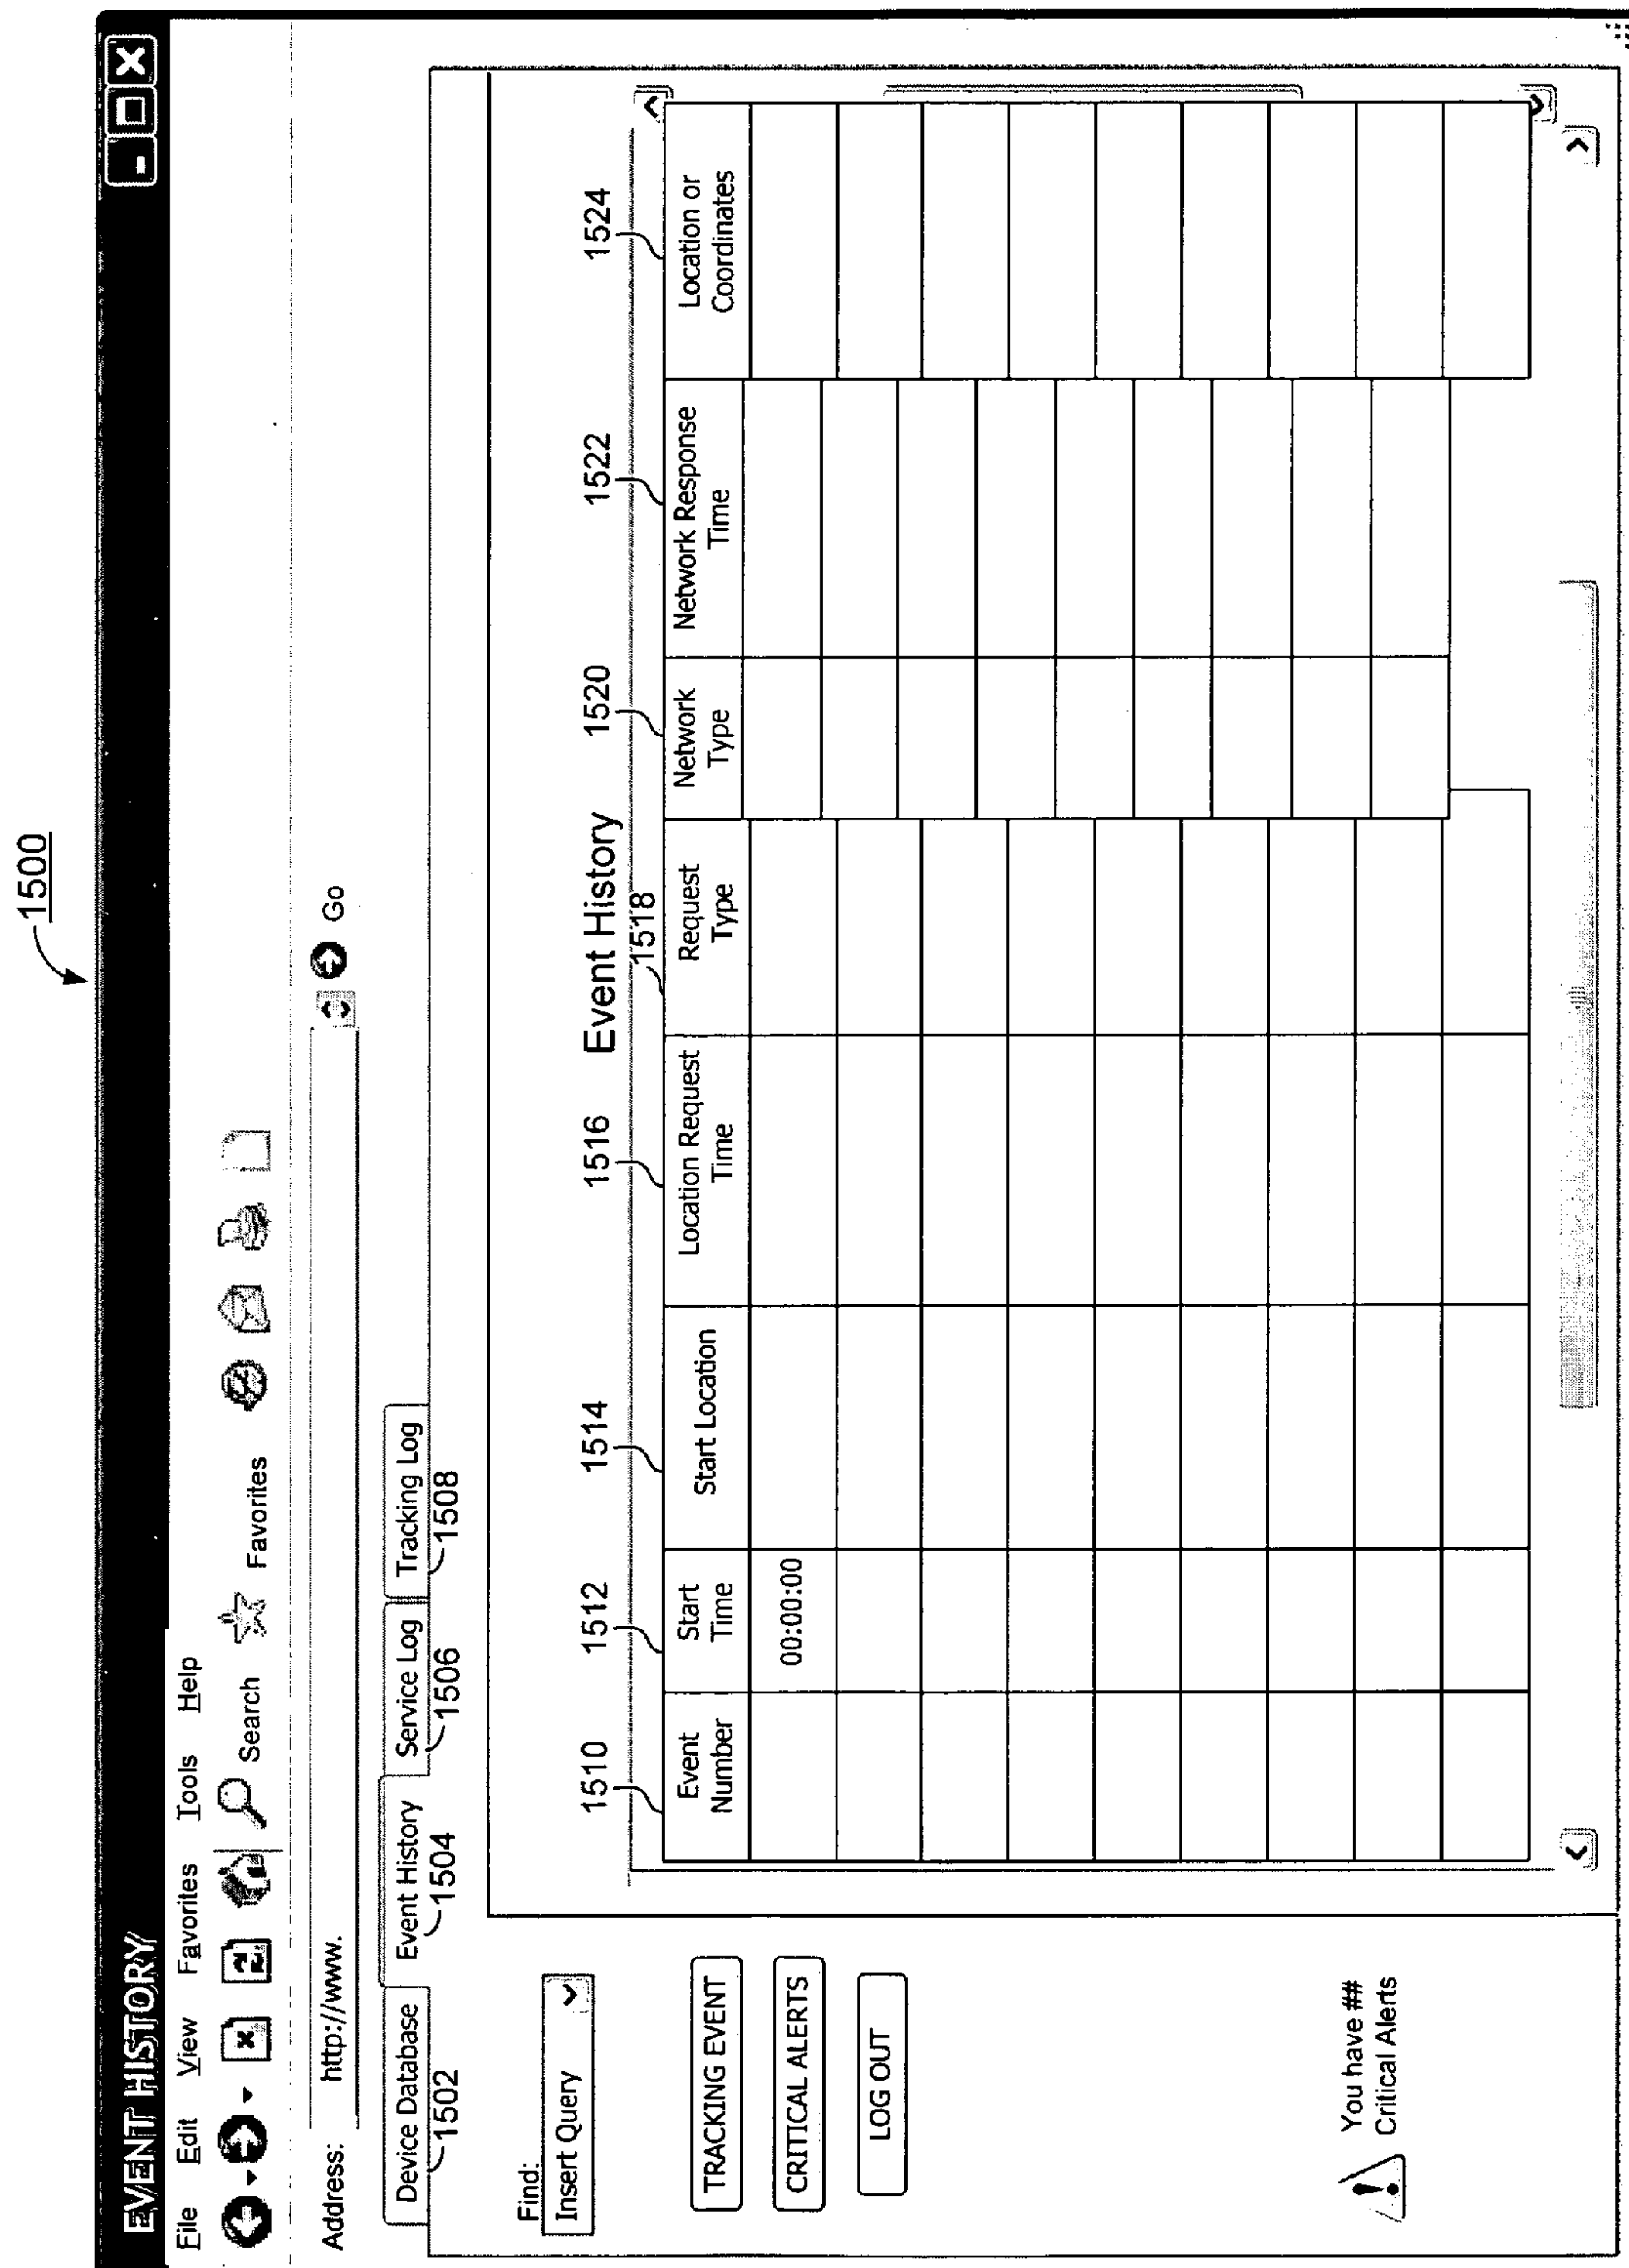 1500
EVENT HISTORY
File Edit View Favorites Tools Help
Search Favorites
Address: http://www. Go
Device Database Event History Service Log Tracking Log
1502 1504 1506 1508
Find:
Insert Query
TRACKING EVENT
CRITICAL ALERTS
LOG OUT
You have ##
Critical Alerts
Event History
1510 1512 1514 1516 1518 1520 1522 1524
Event
Number
Start
Time
Start Location
Location Request
Time
Request
Type
Network
Type
Network Response
Time
Location or
Coordinates
00:00:00